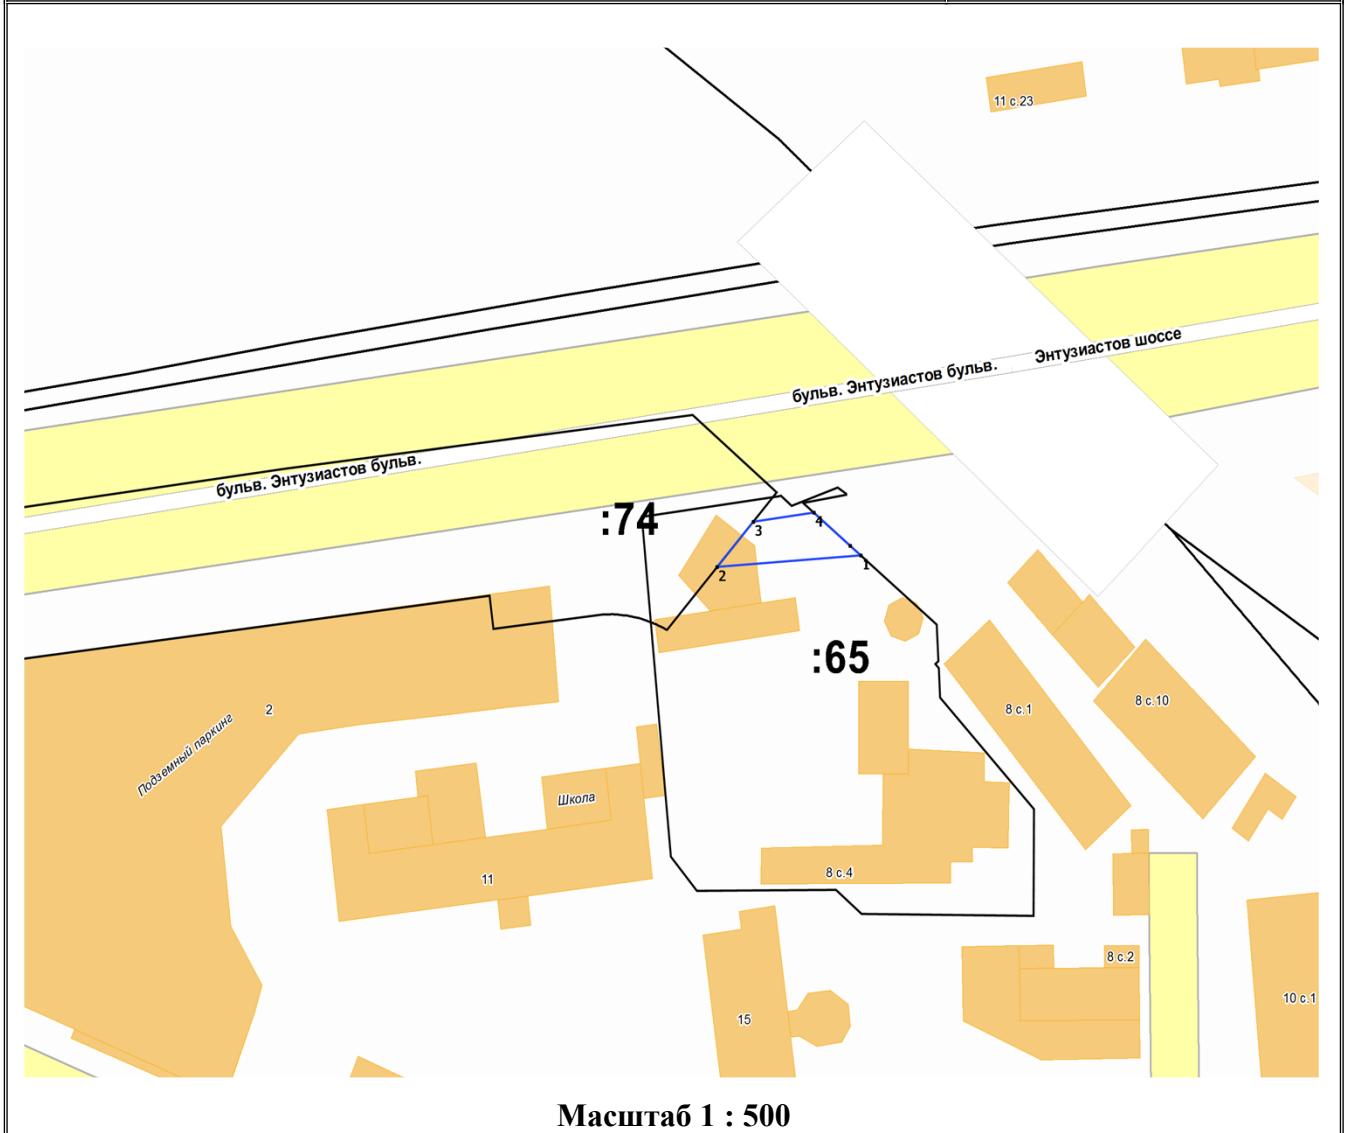 11 с.23
Энтузиастов шоссе
бульв. Энтузиастов бульв.
бульв. Энтузиастов бульв.
:74
3
4
1
2
:65
2
Подземный паркинг
8 с.1
8 с.10
Школа
11
8 с.4
8 с.2
10 с.1
15
Масштаб 1 : 500